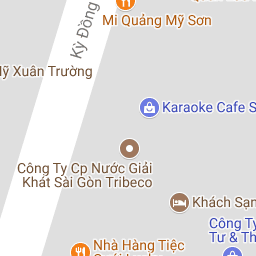 Kỳ Đồng
Mi Quảng Mỹ Sơn
Mỹ Xuân Trường
Karaoke Cafe S
Công Ty Cp Nước Giải
Khát Sài Gòn Tribeco
Khách Sạn
Công Ty
Tư & Th
Nhà Hàng Tiệc